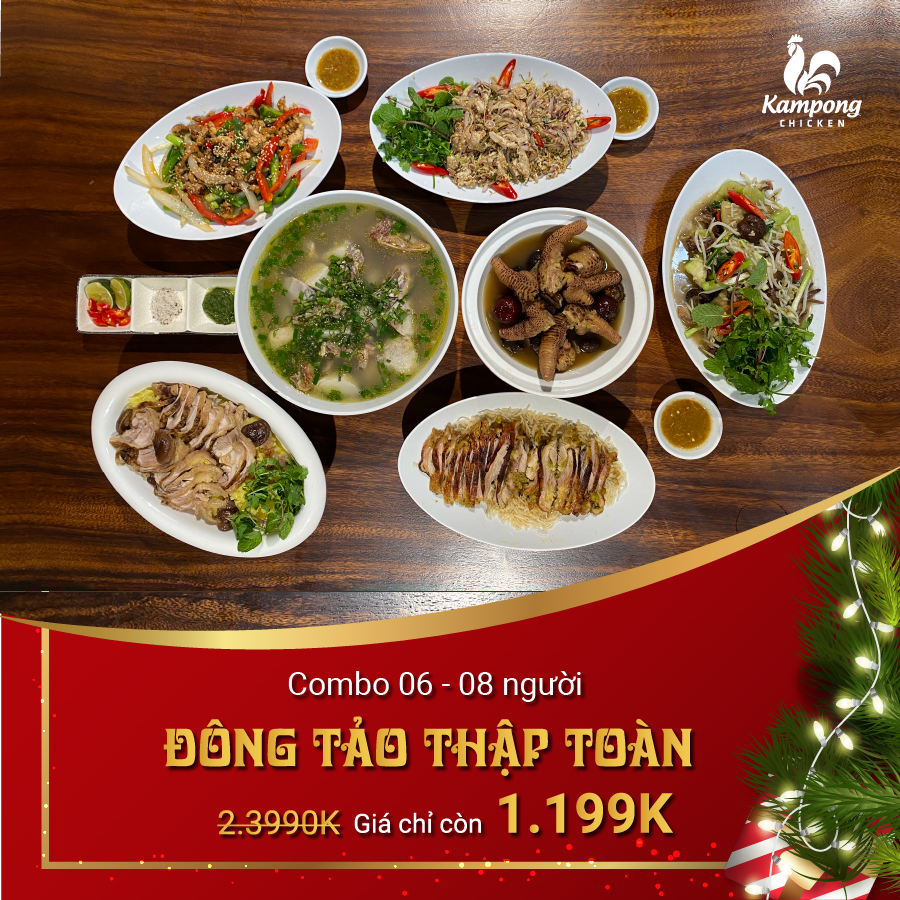 Kampong
CHICKEN
Combo 06 - 08 người
ĐÔNG TẢO THẬP TOÀN
2.3990K Giá chỉ còn 1.199K